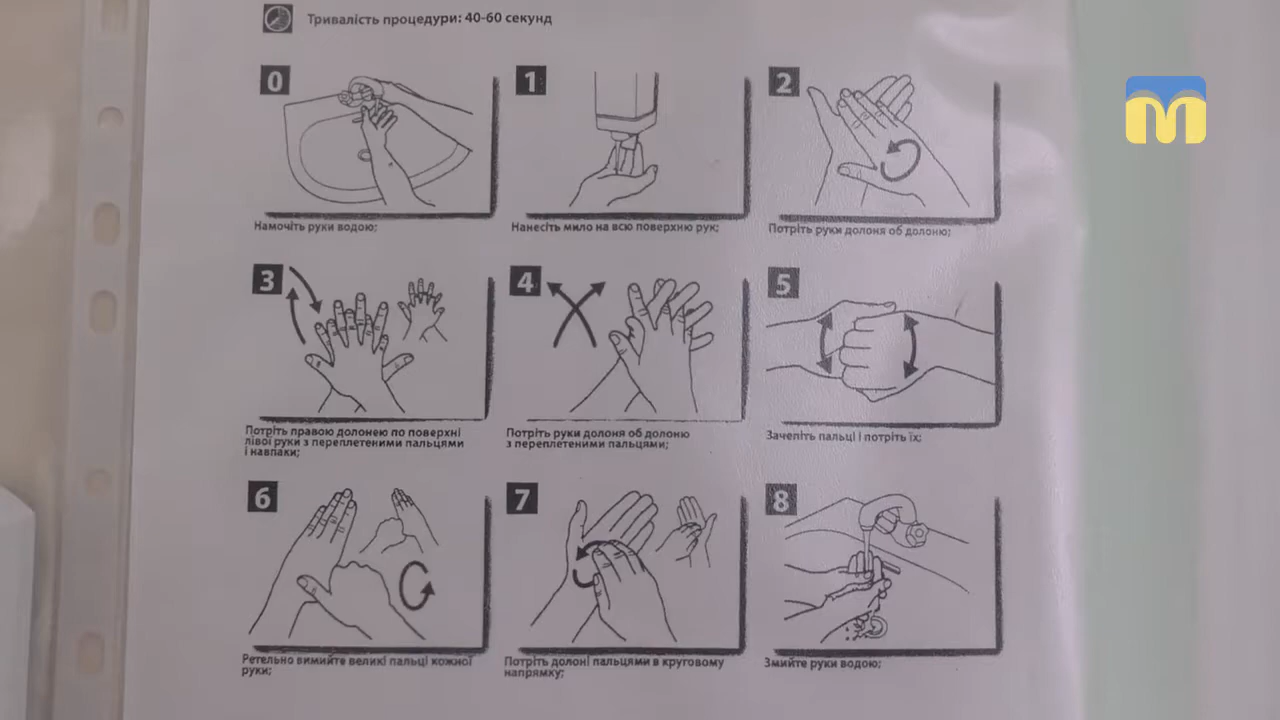 Тривалість процедури: 40-60 секунд
0
1
2
Намочіть руки водою;
Нанесіть мило на всю поверхню рук;
Потріть руки долоня об долоню;
3
4
5
Потріть правою долонею по поверхні
лівої руки з переплетеними пальцями
і навпаки;
Потріть руки долоня об долоню
з переплетеними пальцями;
Зачепіть пальці і потріть їх;
6
7
8
Ретельно вимийте великі пальці кожної
руки;
Потріть долоні пальцями в круговому
напрямку;
Змийте руки водою;
m